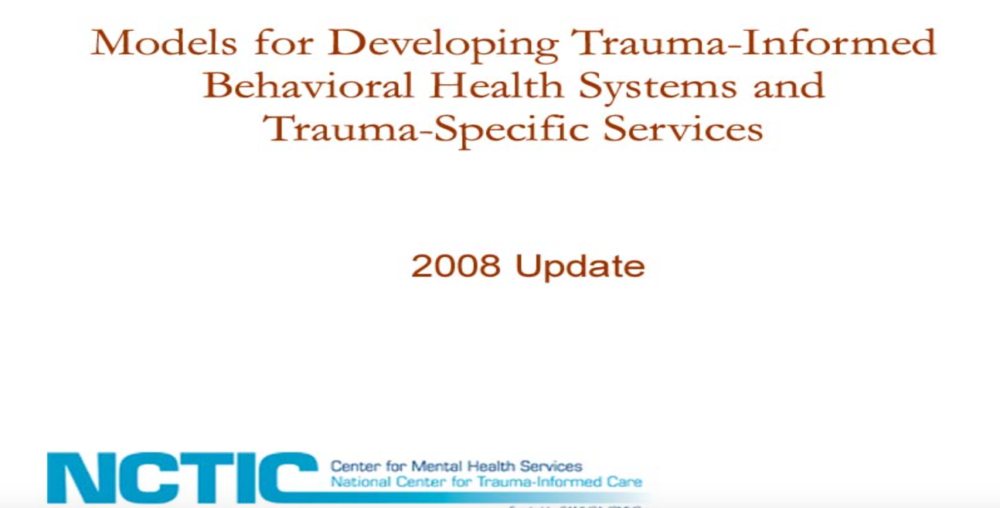 Models for Developing Trauma-Informed
Behavioral Health Systems and
Trauma-Specific Services
2008 Update
NCTIC
Center for Mental Health Services
National Center for Trauma-Informed Care